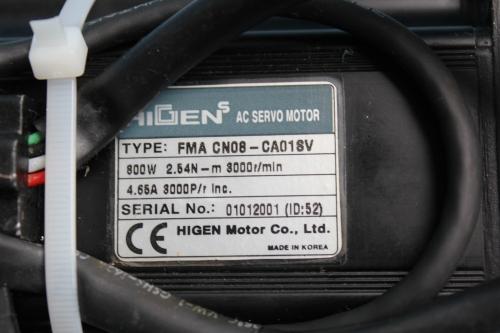 HIGENS AC SERVO MOTOR
TYPE: FMA CN08-CA01SV
800W 2.54N-m 3000r/min
4.65A 3000P/r Inc.
SERIAL No.: 01012001 (ID:52)
CE HIGEN Motor Co., Ltd.
MADE IN KOREA